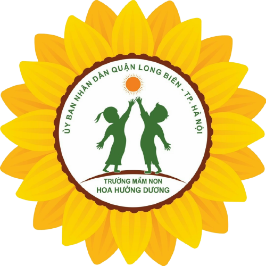 ỦY BAN NHÂN DÂN QUẬN LONG BIÊN - TP. HÀ NỘI
TRƯỜNG MẦM NON
HOA HƯỚNG DƯƠNG